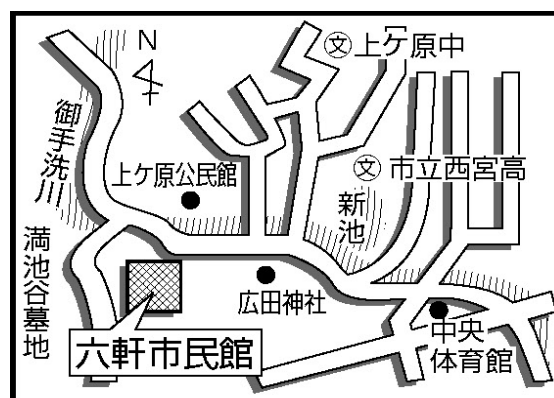 N
㊫上ケ原中
御手洗川
上ケ原公民館
㊫市立西宮高
新池
満池谷墓地
広田神社
六軒市民館
中央
体育館